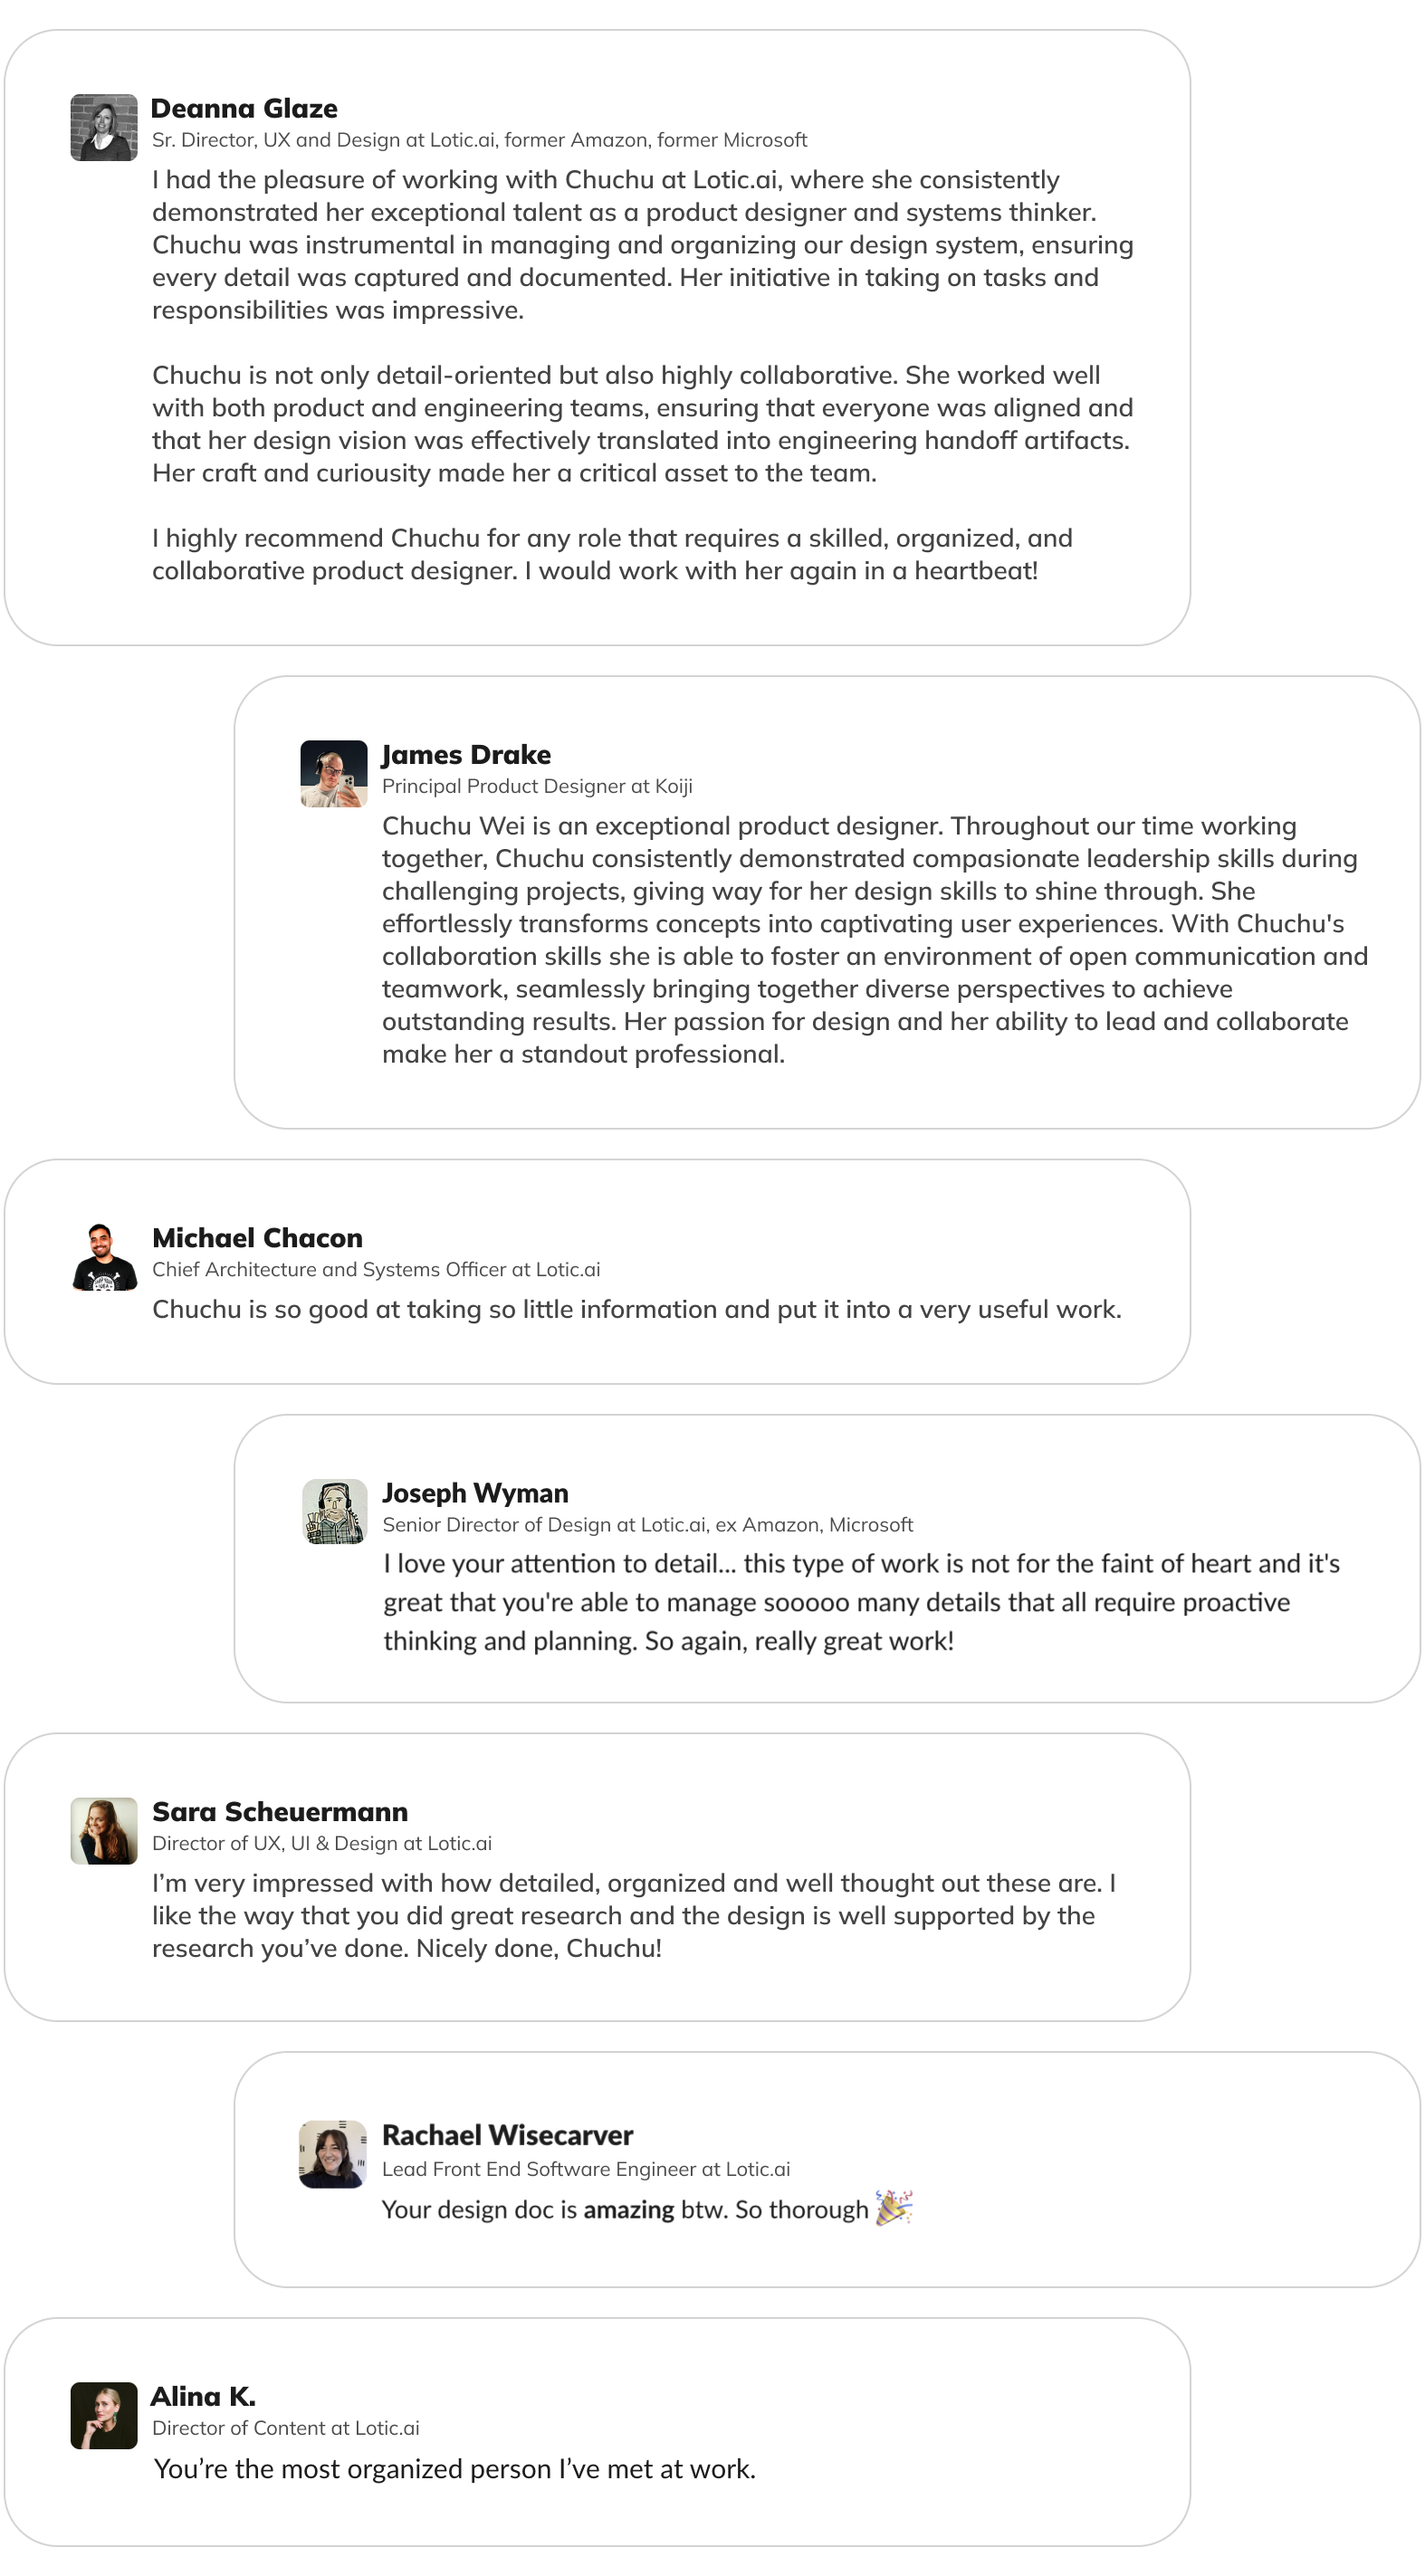 Deanna Glaze
Sr. Director, UX and Design at Lotic.ai, former Amazon, former Microsoft
I had the pleasure of working with Chuchu at Lotic.ai, where she consistently
demonstrated her exceptional talent as a product designer and systems thinker.
Chuchu was instrumental in managing and organizing our design system, ensuring
every detail was captured and documented. Her initiative in taking on tasks and
responsibilities was impressive.
Chuchu is not only detail-oriented but also highly collaborative. She worked well
with both product and engineering teams, ensuring that everyone was aligned and
that her design vision was effectively translated into engineering handoff artifacts.
Her craft and curiousity made her a critical asset to the team.
I highly recommend Chuchu for any role that requires a skilled, organized, and
collaborative product designer. I would work with her again in a heartbeat!
James Drake
Principal Product Designer at Koiji
Chuchu Wei is an exceptional product designer. Throughout our time working
together, Chuchu consistently demonstrated compasionate leadership skills during
challenging projects, giving way for her design skills to shine through. She
effortlessly transforms concepts into captivating user experiences. With Chuchu's
collaboration skills she is able to foster an environment of open communication and
teamwork, seamlessly bringing together diverse perspectives to achieve
outstanding results. Her passion for design and her ability to lead and collaborate
make her a standout professional.
Michael Chacon
Chief Architecture and Systems Officer at Lotic.ai
Chuchu is so good at taking so little information and put it into a very useful work.
Joseph Wyman
Senior Director of Design at Lotic.ai, ex Amazon, Microsoft
I love your attention to detail... this type of work is not for the faint of heart and it's
great that you're able to manage sooooo many details that all require proactive
thinking and planning. So again, really great work!
Sara Scheuermann
Director of UX, UI & Design at Lotic.ai
I’m very impressed with how detailed, organized and well thought out these are. I
like the way that you did great research and the design is well supported by the
research you’ve done. Nicely done, Chuchu!
Rachael Wisecarver
Lead Front End Software Engineer at Lotic.ai
Your design doc is amazing btw. So thorough 🎉
Alina K.
Director of Content at Lotic.ai
You’re the most organized person I’ve met at work.